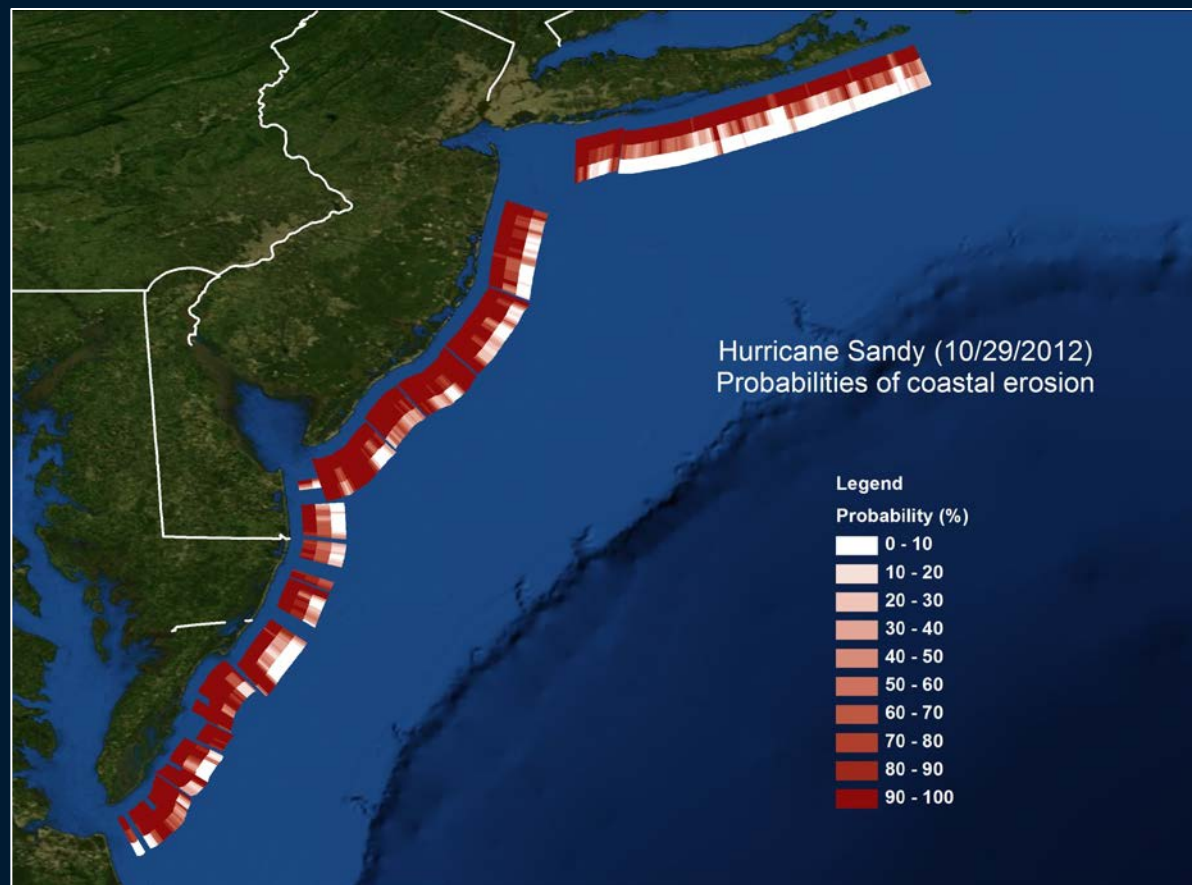 Hurricane Sandy (10/29/2012)
Probabilities of coastal erosion
Legend
Probability (%)
0 - 10
10 - 20
20 - 30
30 - 40
40 - 50
50 - 60
60 - 70
70 - 80
80 - 90
90 - 100